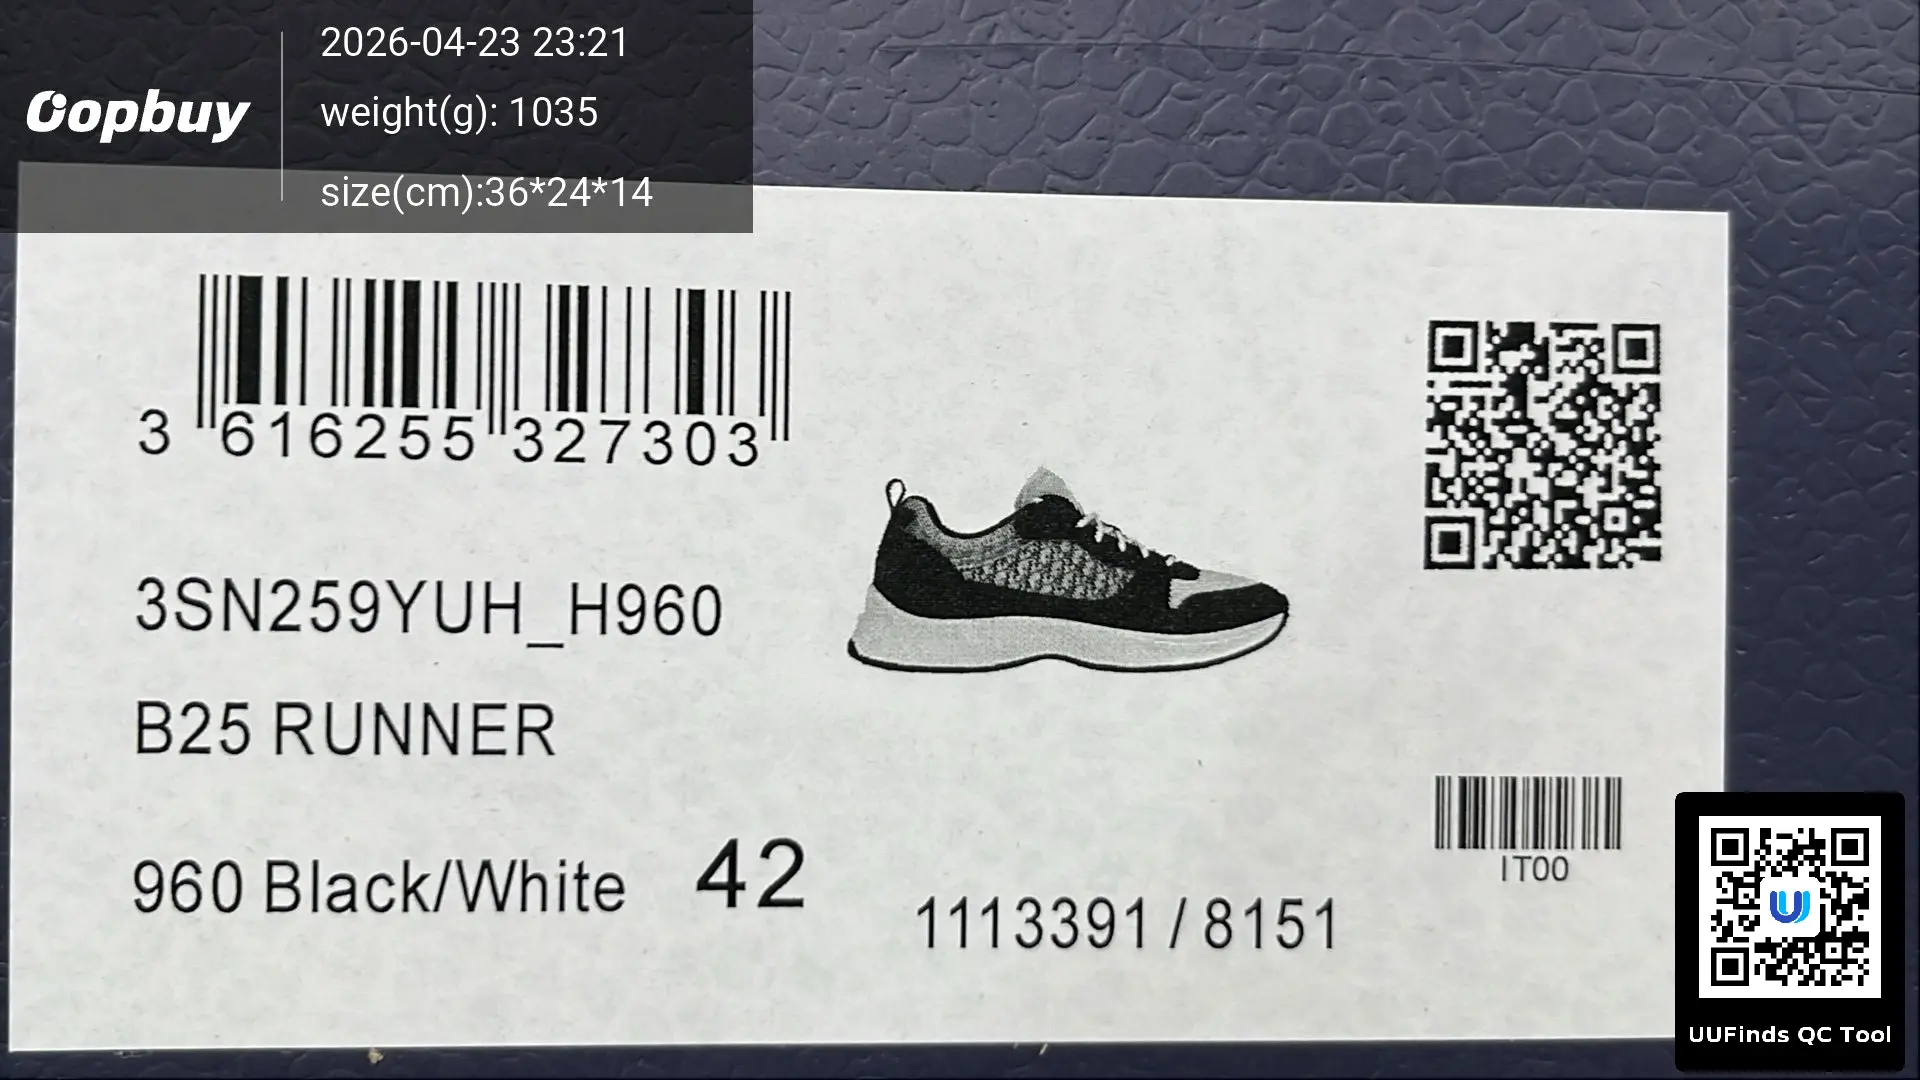 Oopbuy
2026-04-23 23:21
weight(g): 1035
size(cm):36*24*14
3 616255 327303
3SN259YUH_H960
B25 RUNNER
960 Black/White 42
1113391 / 8151
IT00
UUFinds QC Tool